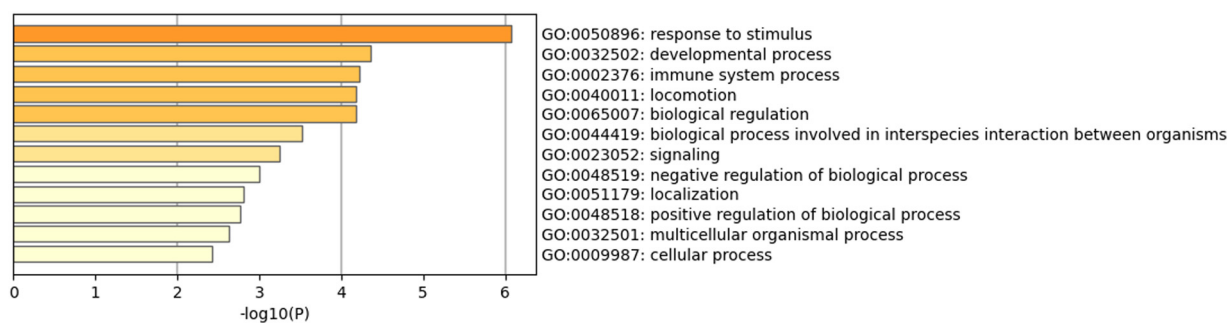 GO:0050896: response to stimulus
GO:0032502: developmental process
GO:0002376: immune system process
GO:0040011: locomotion
GO:0065007: biological regulation
GO:0044419: biological process involved in interspecies interaction between organisms
GO:0023052: signaling
GO:0048519: negative regulation of biological process
GO:0051179: localization
GO:0048518: positive regulation of biological process
GO:0032501: multicellular organismal process
GO:0009987: cellular process
0 1 2 3 4 5 6
-log10(P)